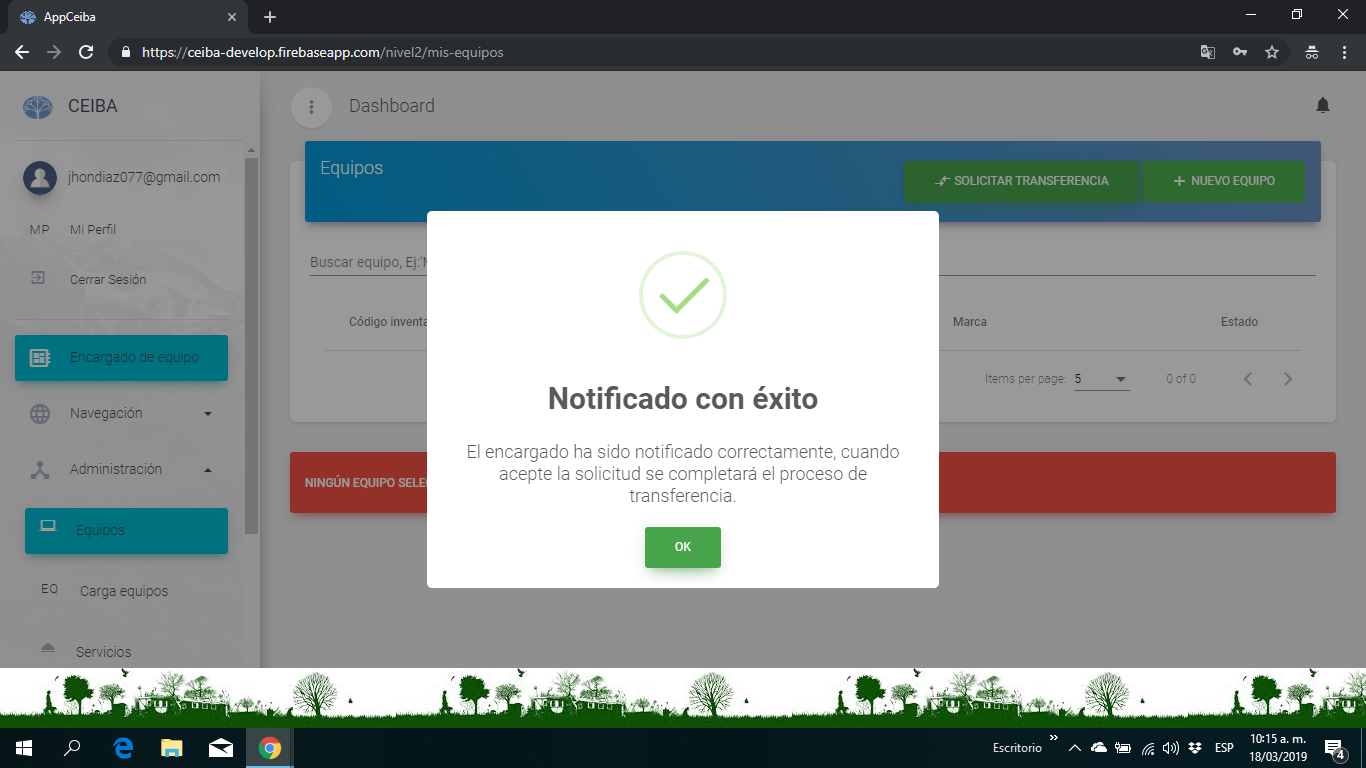 AppCeiba
https://ceiba-develop.firebaseapp.com/nivel2/mis-equipos
CEIBA
Dashboard
jhondiaz077@gmail.com
MP Mi Perfil
Cerrar Sesión
Encargado de equipo
Navegación
Administración
Equipos
EQ Carga equipos
Servicios
Equipos
SOLICITAR TRANSFERENCIA
NUEVO EQUIPO
Buscar equipo, Ej:'
Código inventa
Marca
Estado
Items per page: 5
0 of 0
NINGÚN EQUIPO SELE
Notificado con éxito
El encargado ha sido notificado correctamente, cuando
acepte la solicitud se completará el proceso de
transferencia.
OK
Escritorio
ESP
10:15 a. m.
18/03/2019
4